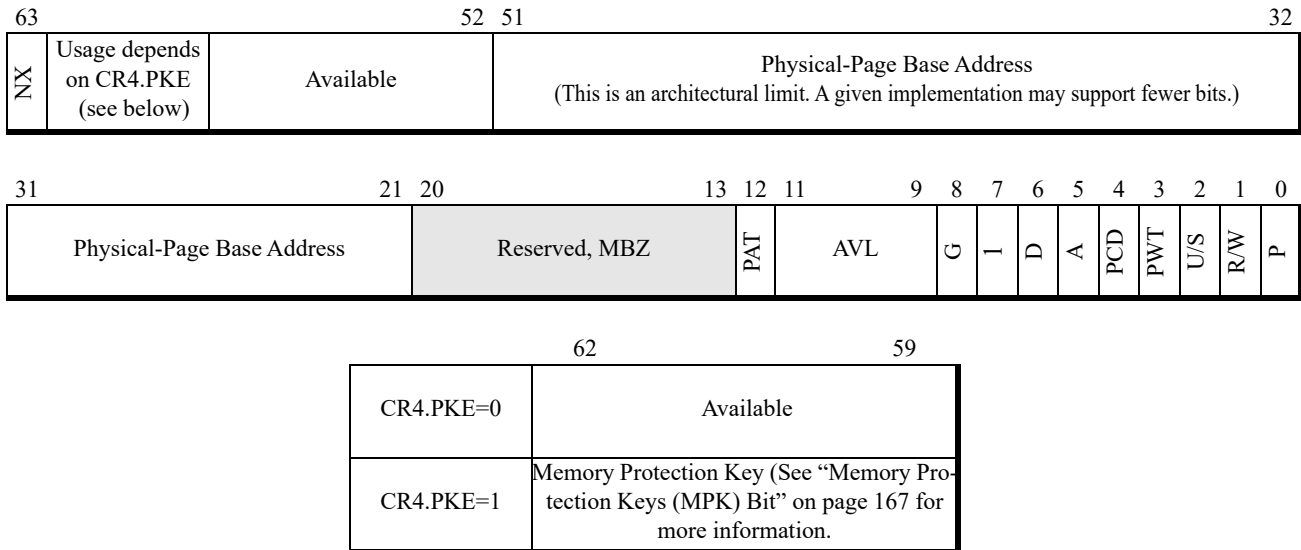 63 52 51 32
NX
Usage depends
on CR4.PKE
(see below)
Available
Physical-Page Base Address
(This is an architectural limit. A given implementation may support fewer bits.)
31 21 20 13 12 11 9 8 7 6 5 4 3 2 1 0
Physical-Page Base Address Reserved, MBZ PAT AVL G 1 D A PCD PWT U/S R/W P
62 59
CR4.PKE=0 Available
CR4.PKE=1
Memory Protection Key (See “Memory Pro-
tection Keys (MPK) Bit” on page 167 for
more information.